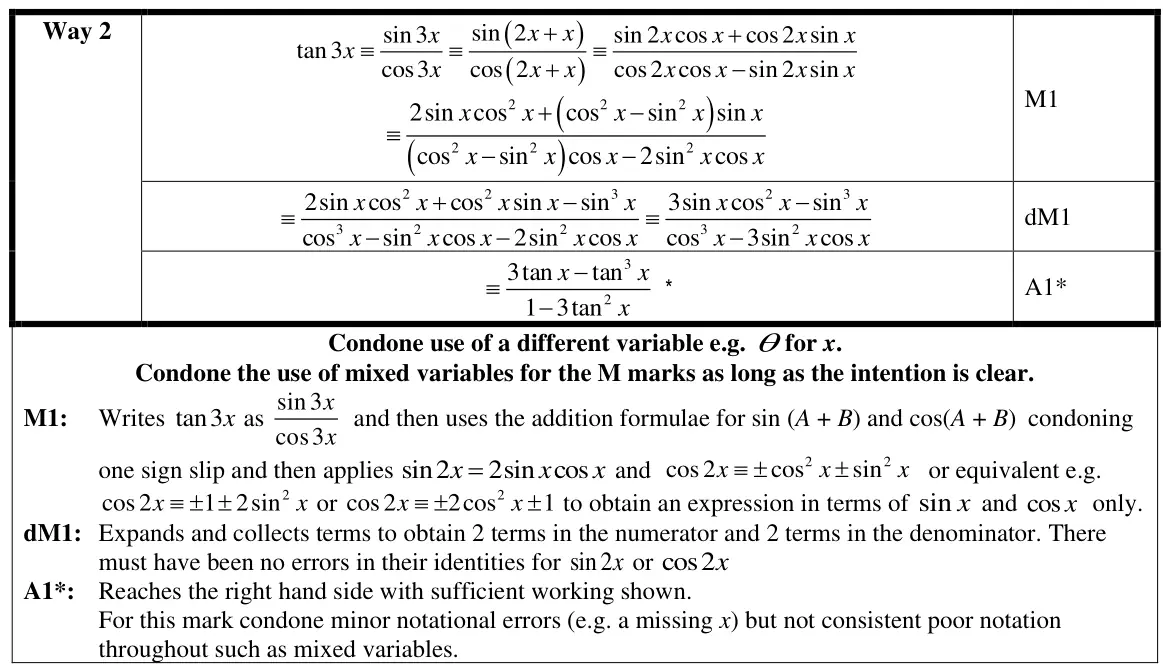 Way 2
tan 3x ≡ sin 3x / cos 3x ≡ sin(2x + x) / cos(2x + x) ≡ (sin 2x cos x + cos 2x sin x) / (cos 2x cos x − sin 2x sin x)
M1
≡ (2 sin x cos² x + (cos² x − sin² x) sin x) / ((cos² x − sin² x) cos x − 2 sin² x cos x)
≡ (2 sin x cos² x + cos² x sin x − sin³ x) / (cos³ x − sin² x cos x − 2 sin² x cos x) ≡ (3 sin x cos² x − sin³ x) / (cos³ x − 3 sin² x cos x)
dM1
≡ (3 tan x − tan³ x) / (1 − 3 tan² x) *
A1*
Condone use of a different variable e.g. θ for x.
Condone the use of mixed variables for the M marks as long as the intention is clear.
M1: Writes tan 3x as sin 3x / cos 3x and then uses the addition formulae for sin (A + B) and cos(A + B) condoning
one sign slip and then applies sin 2x = 2sin x cos x and cos 2x ≡ ±cos² x ± sin² x or equivalent e.g.
cos 2x ≡ ±1 ± 2sin² x or cos 2x ≡ ±2cos² x ± 1 to obtain an expression in terms of sin x and cos x only.
dM1: Expands and collects terms to obtain 2 terms in the numerator and 2 terms in the denominator. There
must have been no errors in their identities for sin 2x or cos 2x
A1*: Reaches the right hand side with sufficient working shown.
For this mark condone minor notational errors (e.g. a missing x) but not consistent poor notation
throughout such as mixed variables.